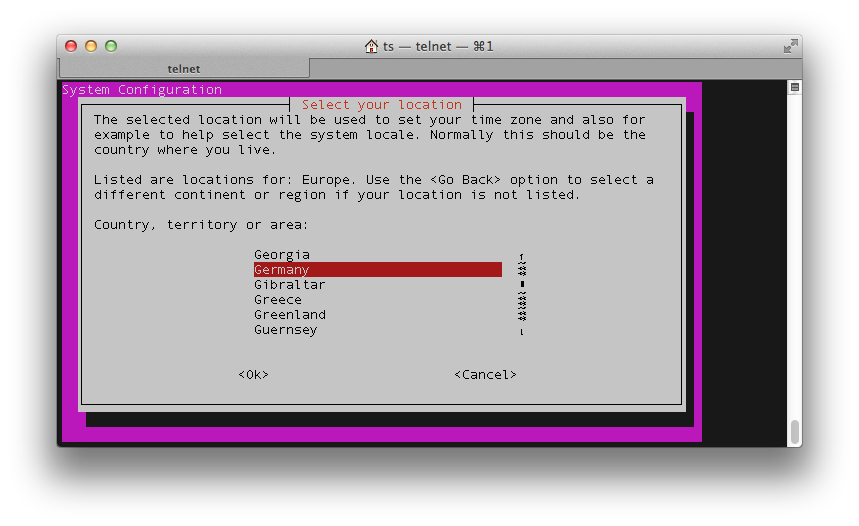 ts — telnet — ⌘1
telnet
System Configuration
Select your location
The selected location will be used to set your time zone and also for
example to help select the system locale. Normally this should be the
country where you live.
Listed are locations for: Europe. Use the <Go Back> option to select a
different continent or region if your location is not listed.
Country, territory or area:
Georgia
Germany
Gibraltar
Greece
Greenland
Guernsey
<Ok> <Cancel>